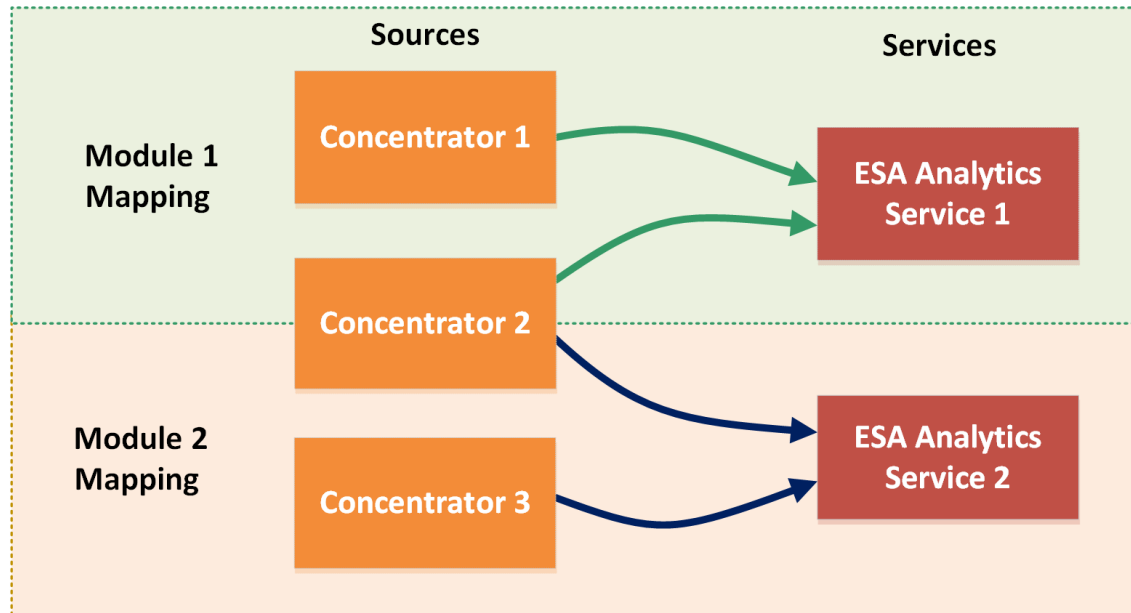 Sources
Services
Module 1
Mapping
Concentrator 1
ESA Analytics
Service 1
Concentrator 2
Module 2
Mapping
Concentrator 3
ESA Analytics
Service 2